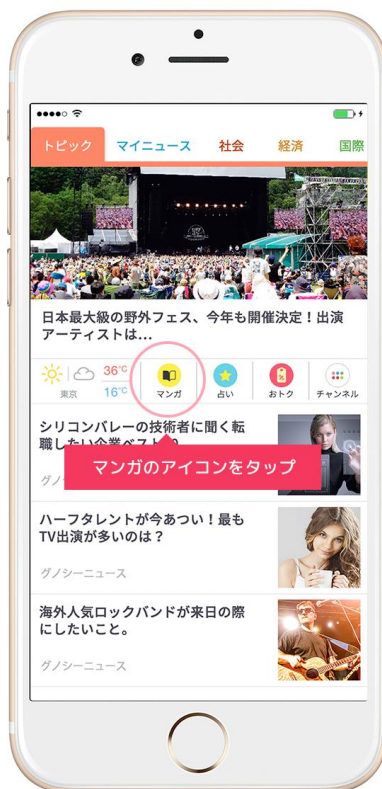 トピック マイニュース 社会 経済 国際
日本最大級の野外フェス、今年も開催決定！出演
アーティストは...
36℃
東京 16℃ マンガ 占い おトク チャンネル
シリコンバレーの技術者に聞く転
職したい企業ベスト
マンガのアイコンをタップ
グノ
ハーフタレントが今あつい！最も
TV出演が多いのは？
グノシーニュース
海外人気ロックバンドが来日の際
にしたいこと。
グノシーニュース